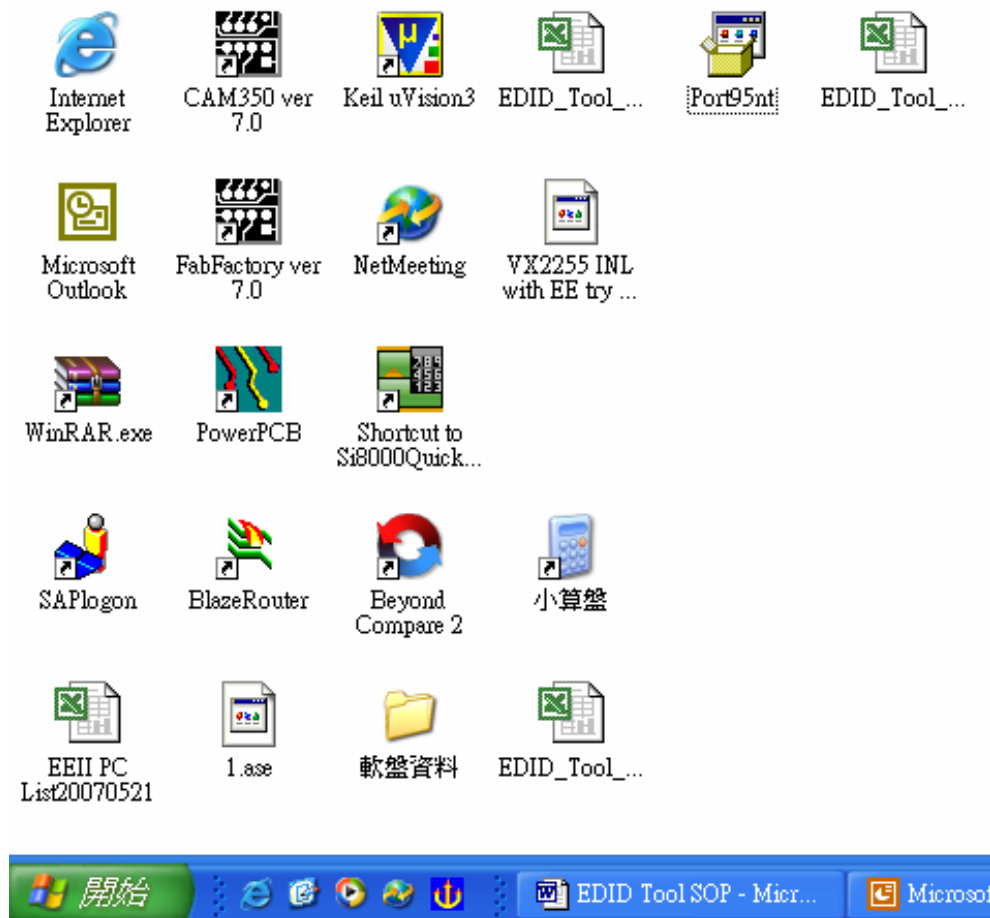 Internet
Explorer
CAM350 ver
7.0
Keil uVision3
EDID_Tool_...
Port95nt
EDID_Tool_...
Microsoft
Outlook
FabFactory ver
7.0
NetMeeting
VX2255 INL
with EE try ...
WinRAR.exe
PowerPCB
Shortcut to
Si8000Quick...
SAPlogon
BlazeRouter
Beyond
Compare 2
小算盤
EEII PC
List20070521
1.ase
軟盤資料
EDID_Tool_...
開始
EDID Tool SOP - Micr...
Microsof